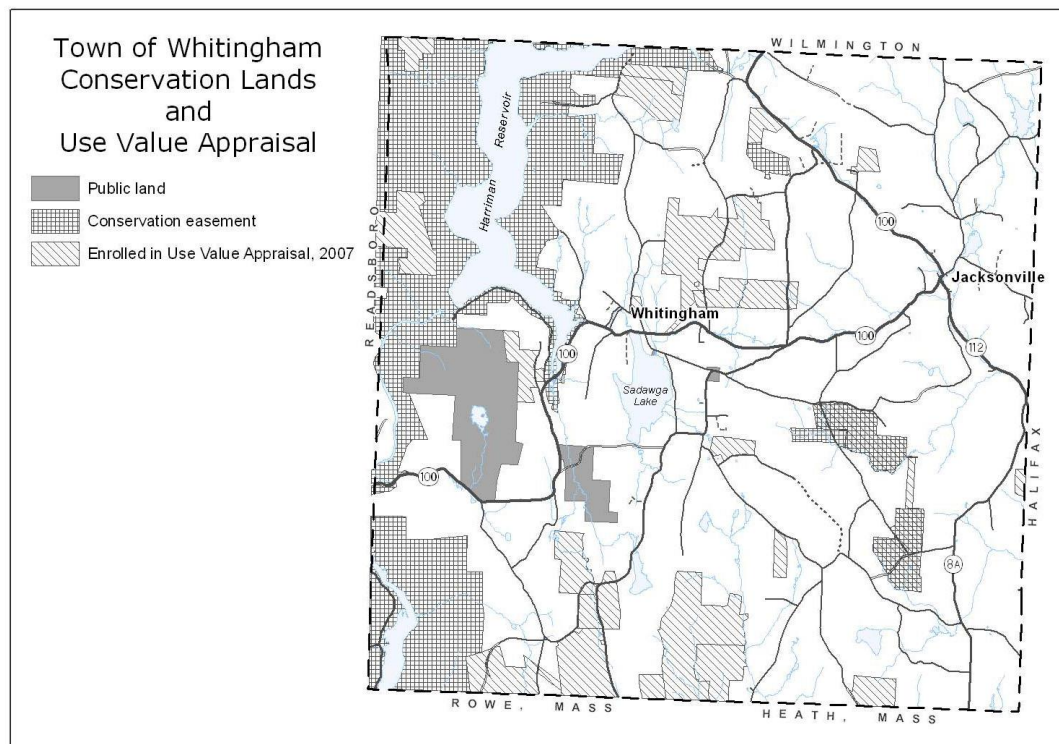 Town of Whitingham
Conservation Lands
and
Use Value Appraisal
Public land
Conservation easement
Enrolled in Use Value Appraisal, 2007
WILMINGTON
Harriman Reservoir
READSBORO
100
Jacksonville
Whitingham
100
100
112
Sadawga
Lake
100
HALIFAX
8A
ROWE, MASS
HEATH, MASS